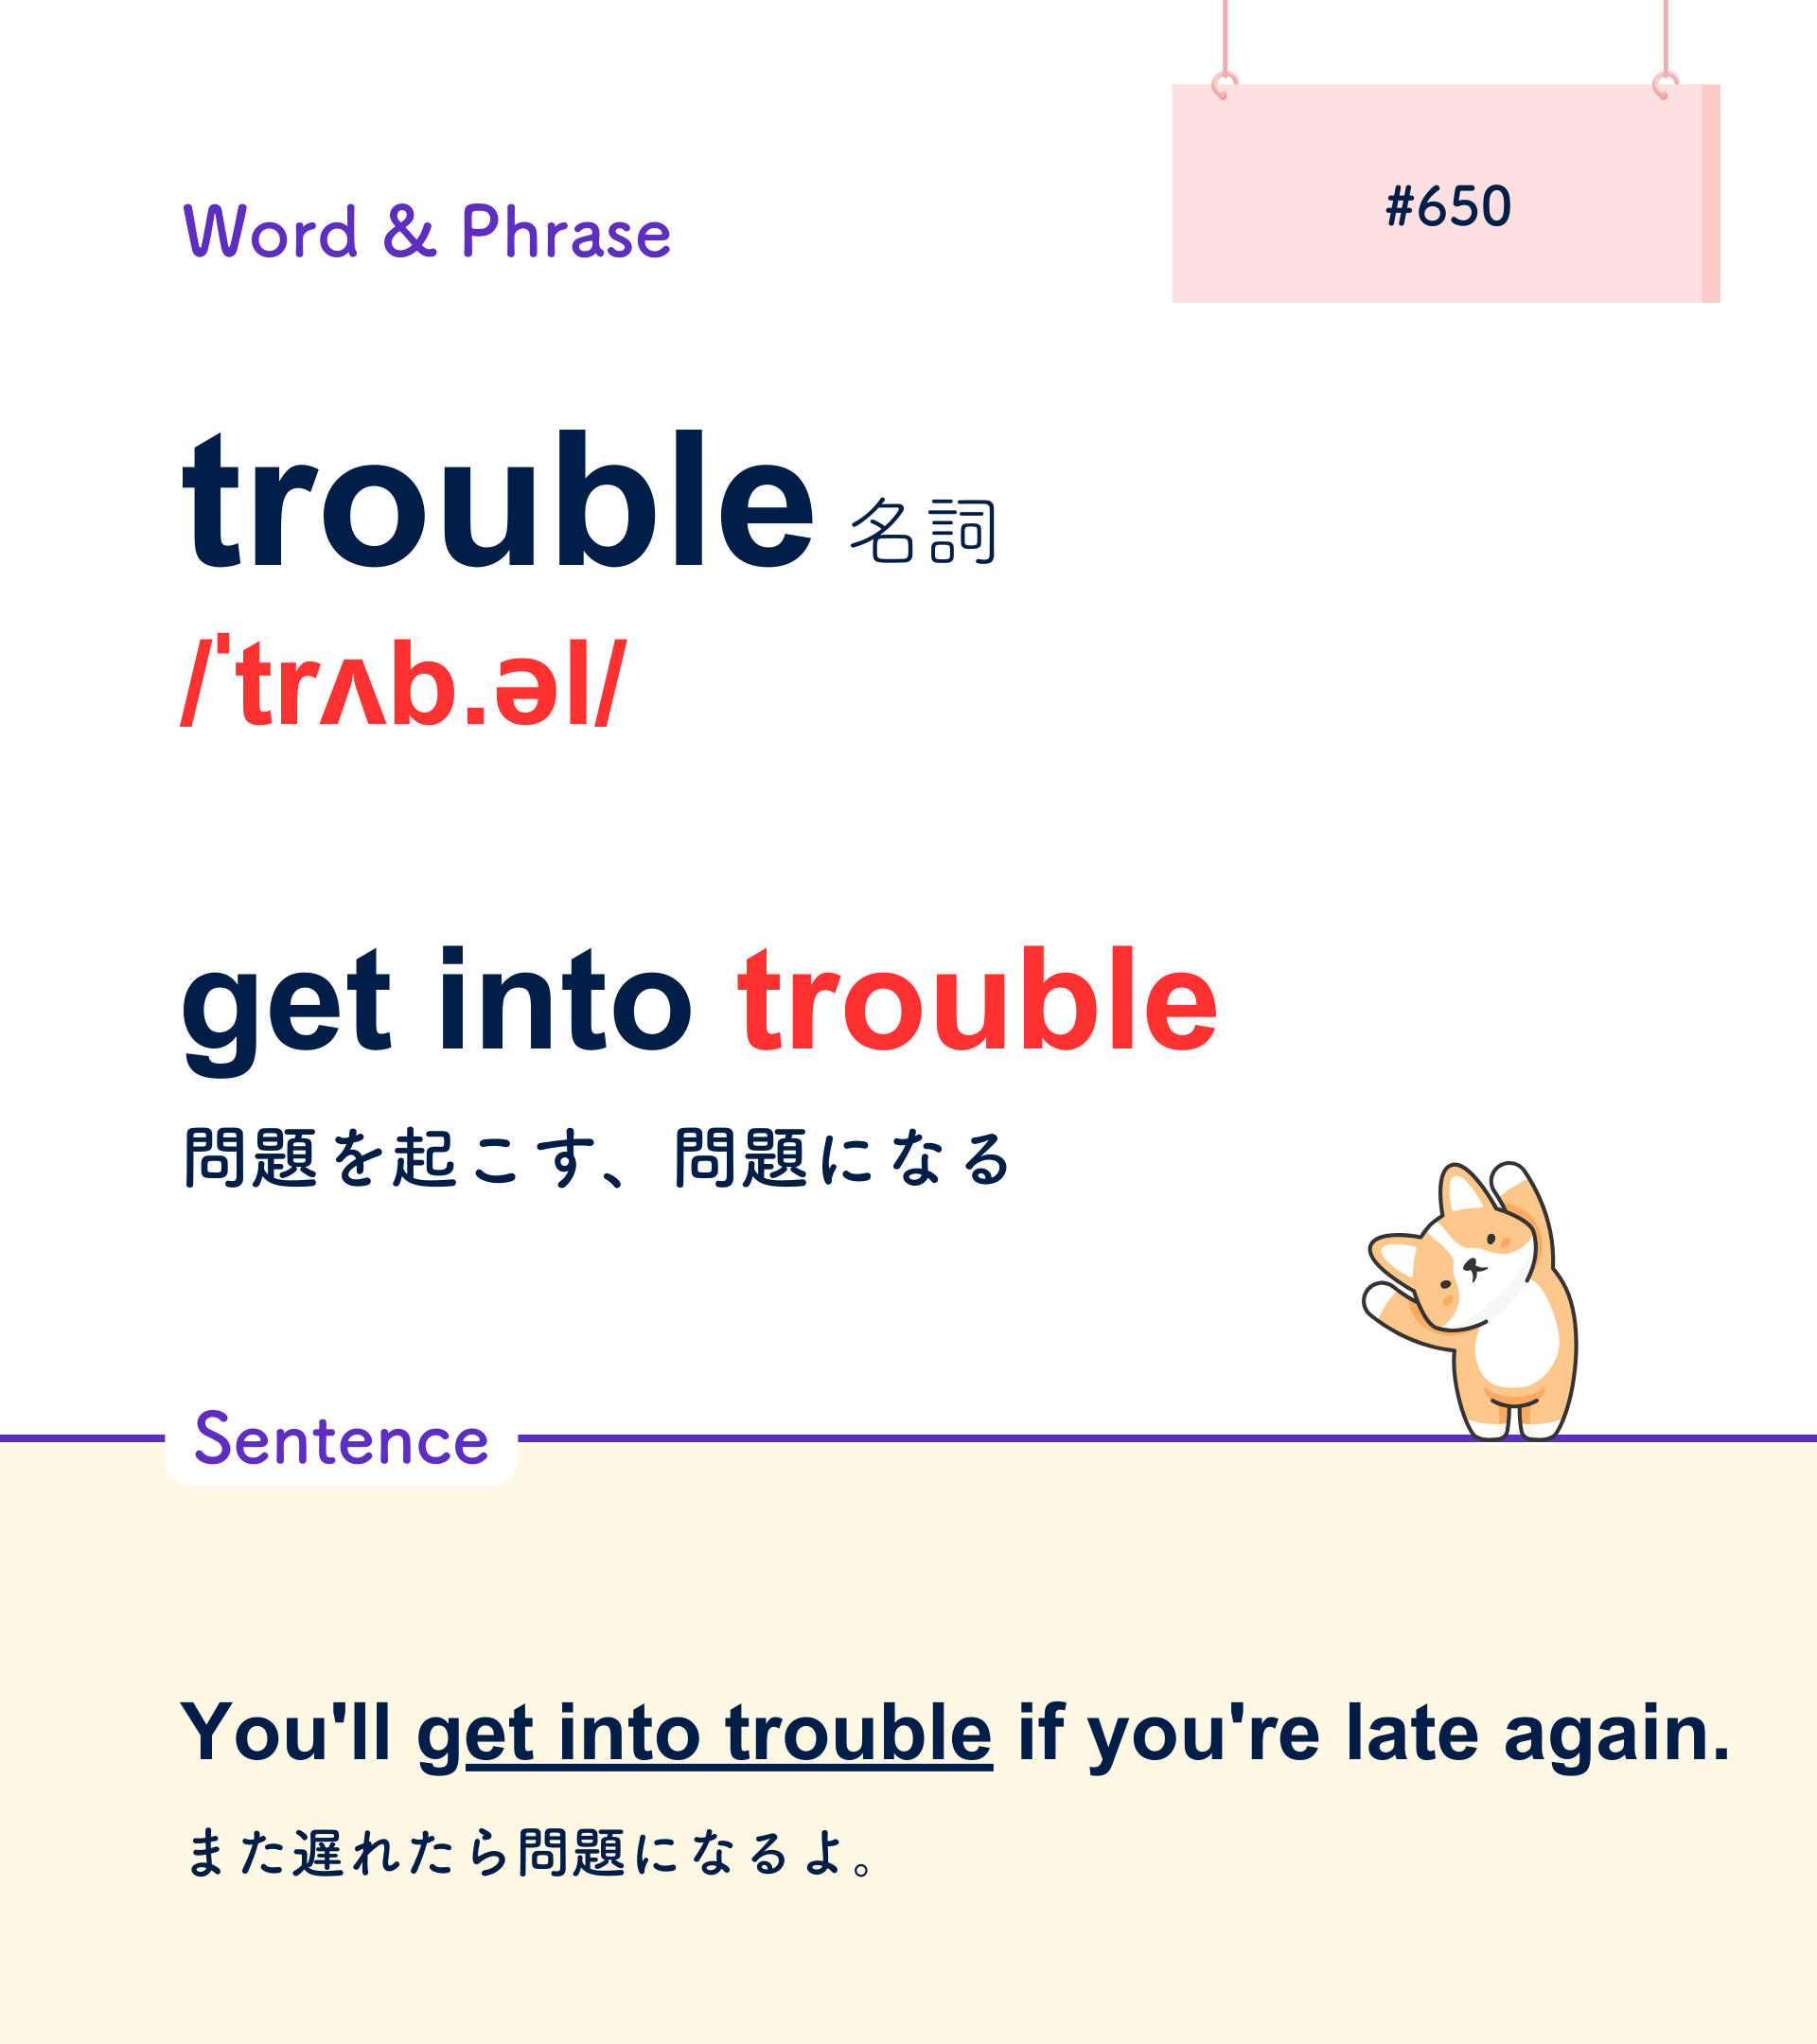 #650
Word & Phrase
trouble 名詞
/ˈtrʌb.əl/
get into trouble
問題を起こす、問題になる
Sentence
You'll get into trouble if you're late again.
また遅れたら問題になるよ。